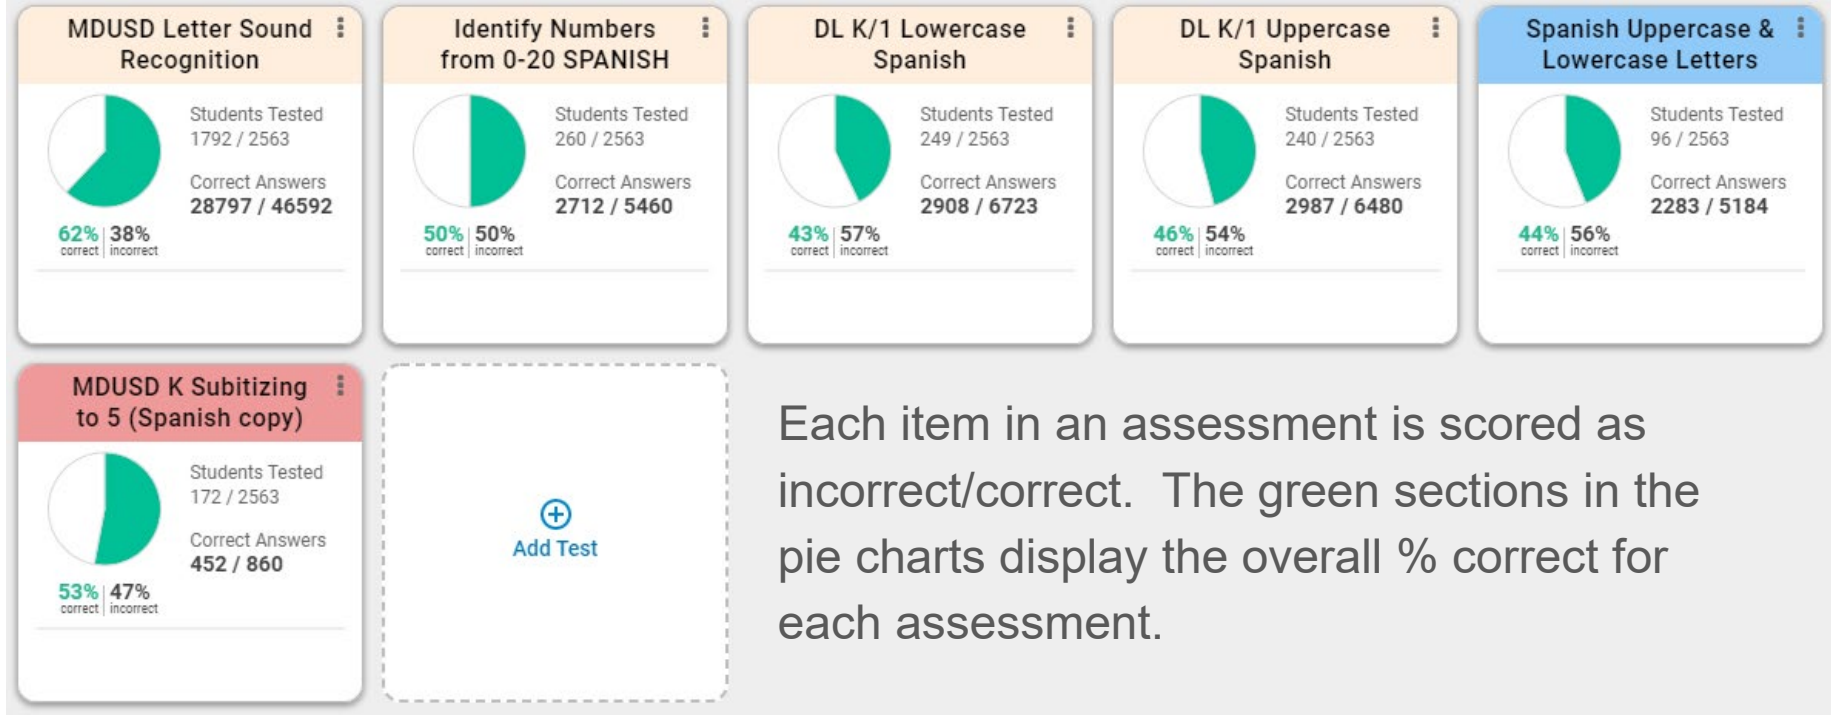 MDUSD Letter Sound
Recognition
Students Tested
1792 / 2563
Correct Answers
28797 / 46592
62% 38%
correct incorrect
Identify Numbers
from 0-20 SPANISH
Students Tested
260 / 2563
Correct Answers
2712 / 5460
50% 50%
correct incorrect
DL K/1 Lowercase
Spanish
Students Tested
249 / 2563
Correct Answers
2908 / 6723
43% 57%
correct incorrect
DL K/1 Uppercase
Spanish
Students Tested
240 / 2563
Correct Answers
2987 / 6480
46% 54%
correct incorrect
Spanish Uppercase &
Lowercase Letters
Students Tested
96 / 2563
Correct Answers
2283 / 5184
44% 56%
correct incorrect
MDUSD K Subitizing
to 5 (Spanish copy)
Students Tested
172 / 2563
Correct Answers
452 / 860
53% 47%
correct incorrect
Add Test
Each item in an assessment is scored as
incorrect/correct.  The green sections in the
pie charts display the overall % correct for
each assessment.